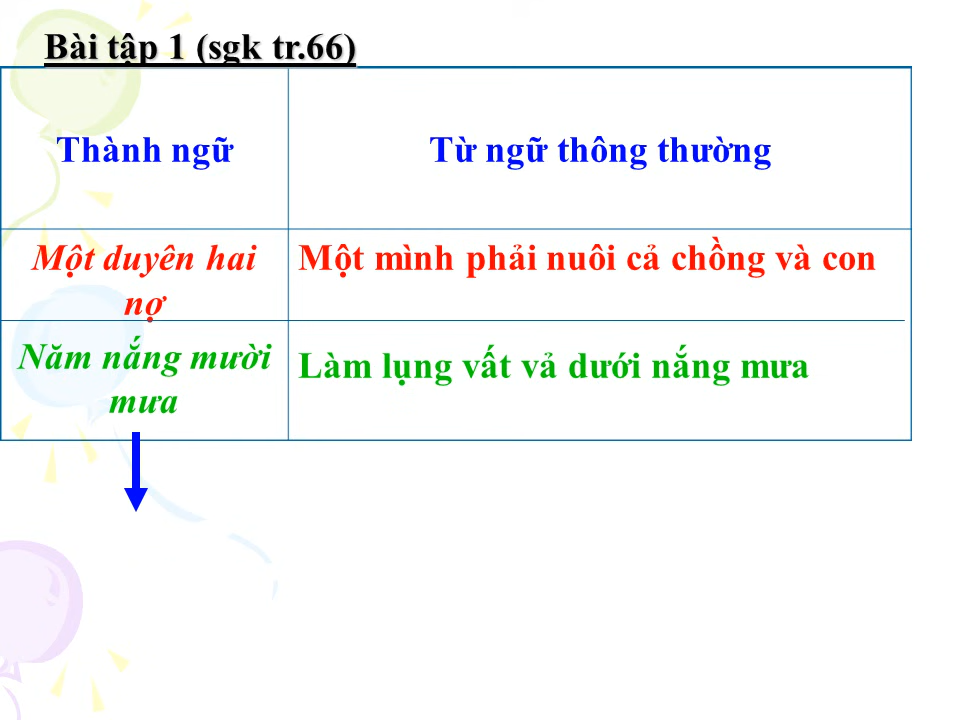 Bài tập 1 (sgk tr.66)
Thành ngữ
Từ ngữ thông thường
Một duyên hai
nợ
Một mình phải nuôi cả chồng và con
Năm nắng mười
mưa
Làm lụng vất vả dưới nắng mưa